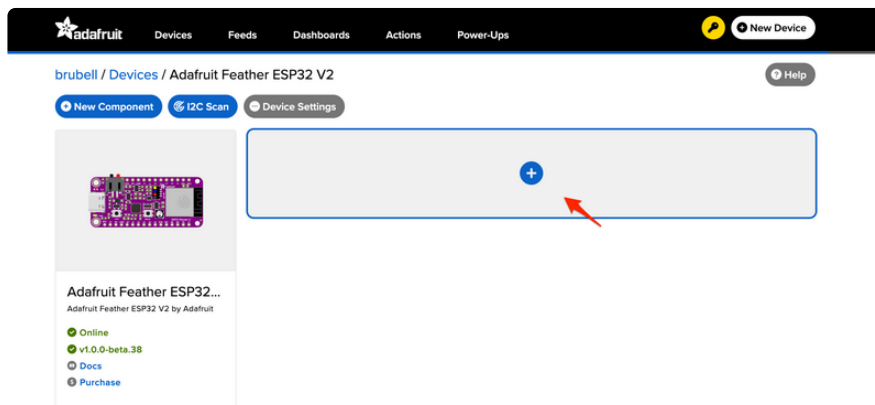 adafruit Devices Feeds Dashboards Actions Power-Ups New Device
brubell / Devices / Adafruit Feather ESP32 V2 Help
New Component I2C Scan Device Settings
Adafruit Feather ESP32...
Adafruit Feather ESP32 V2 by Adafruit
Online
v1.0.0-beta.38
Docs
Purchase